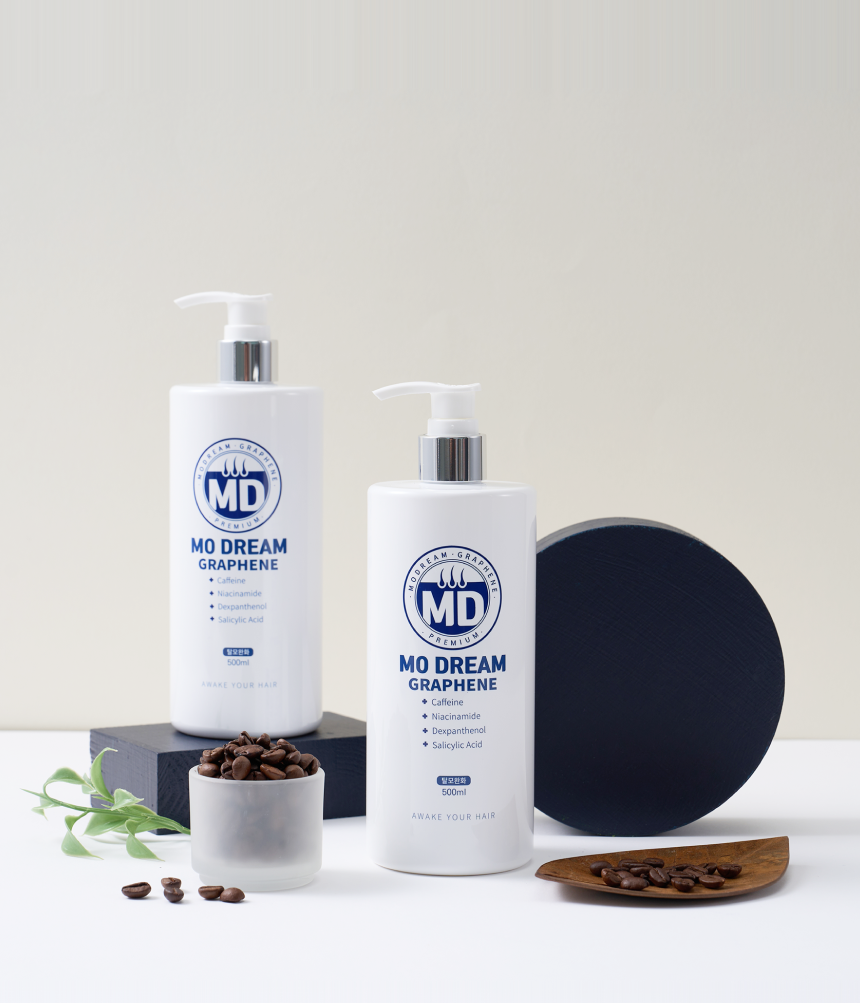 MODREAM · GRAPHENE
MD
· PREMIUM ·
MO DREAM
GRAPHENE
Caffeine
Niacinamide
Dexpanthenol
Salicylic Acid
탈모완화
500ml
AWAKE YOUR HAIR
MODREAM · GRAPHENE
MD
· PREMIUM ·
MO DREAM
GRAPHENE
Caffeine
Niacinamide
Dexpanthenol
Salicylic Acid
탈모완화
500ml
AWAKE YOUR HAIR